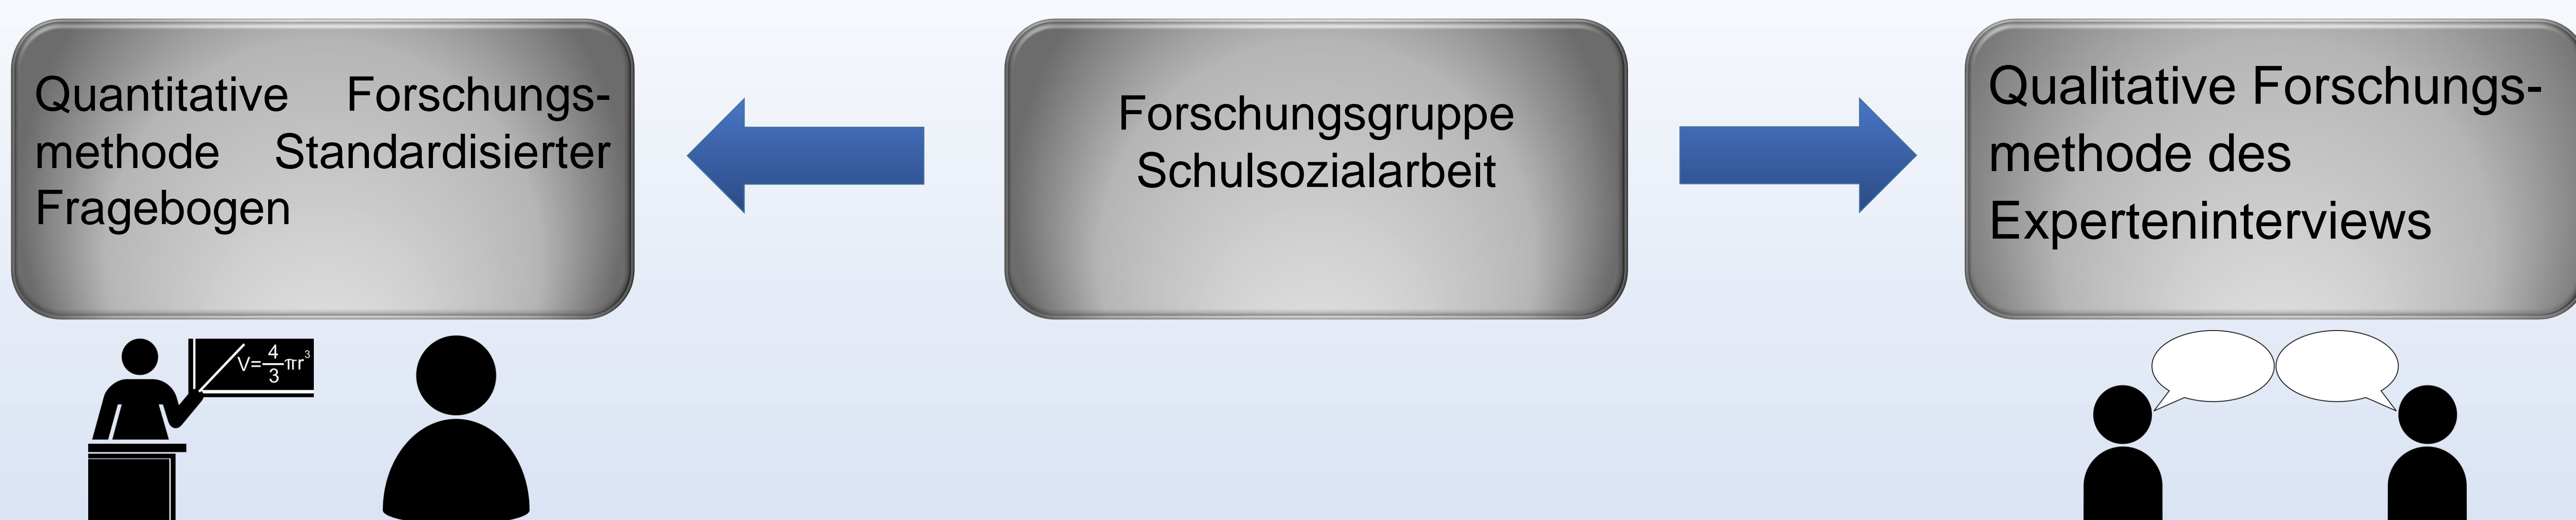 Quantitative Forschungs-
methode Standardisierter
Fragebogen
Forschungsgruppe
Schulsozialarbeit
Qualitative Forschungs-
methode des
Experteninterviews
V=4/3πr³